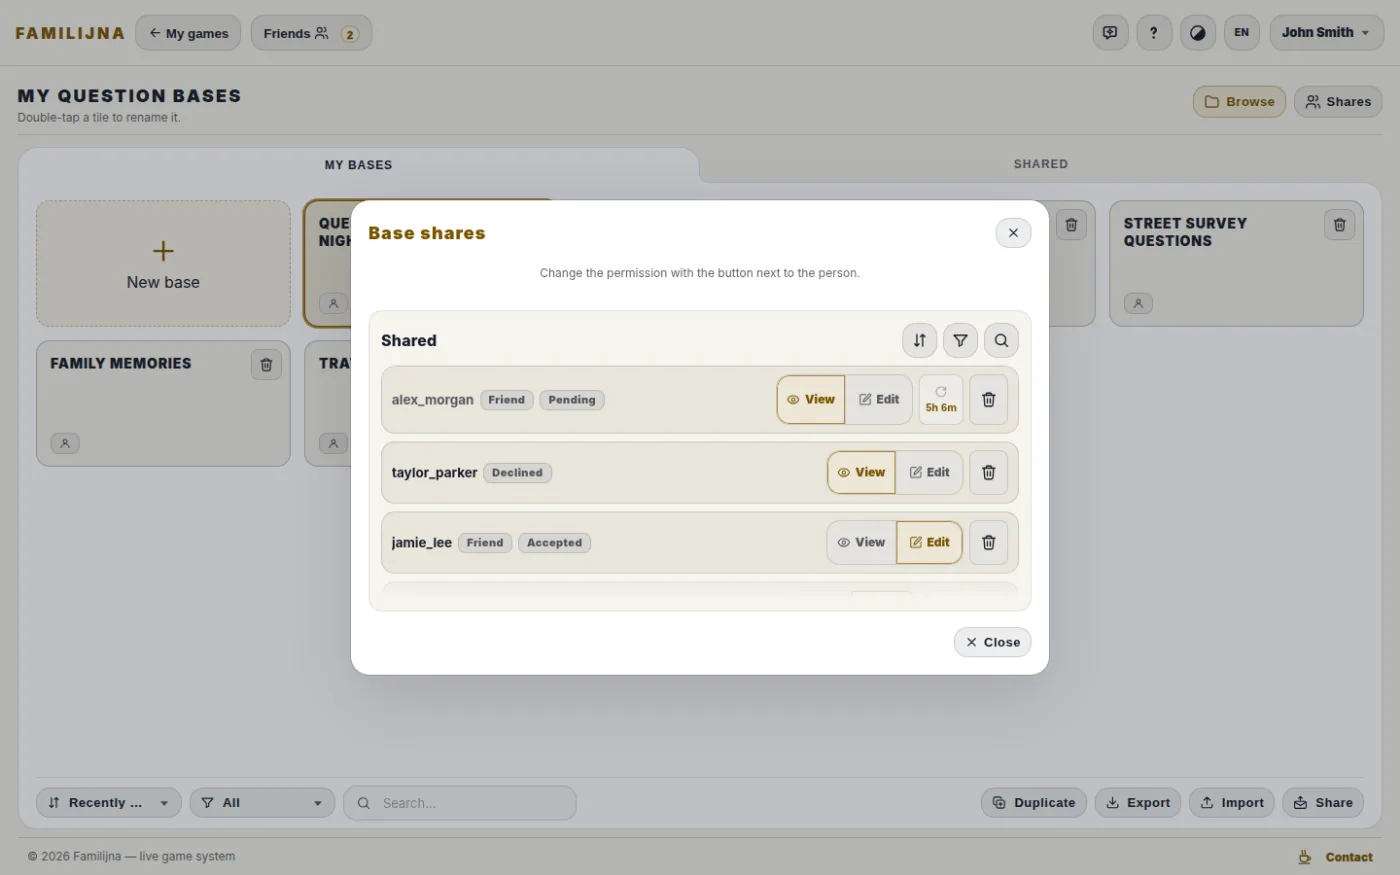 FAMILIJNA
My games
Friends
2
?
EN
John Smith
MY QUESTION BASES
Double-tap a tile to rename it.
Browse
Shares
MY BASES
SHARED
New base
QUE
NIGH
STREET SURVEY
QUESTIONS
FAMILY MEMORIES
TRA
Base shares
Change the permission with the button next to the person.
Shared
alex_morgan
Friend
Pending
View
Edit
5h 6m
taylor_parker
Declined
View
Edit
jamie_lee
Friend
Accepted
View
Edit
Close
Recently ...
All
Search...
Duplicate
Export
Import
Share
© 2026 Familijna — live game system
Contact